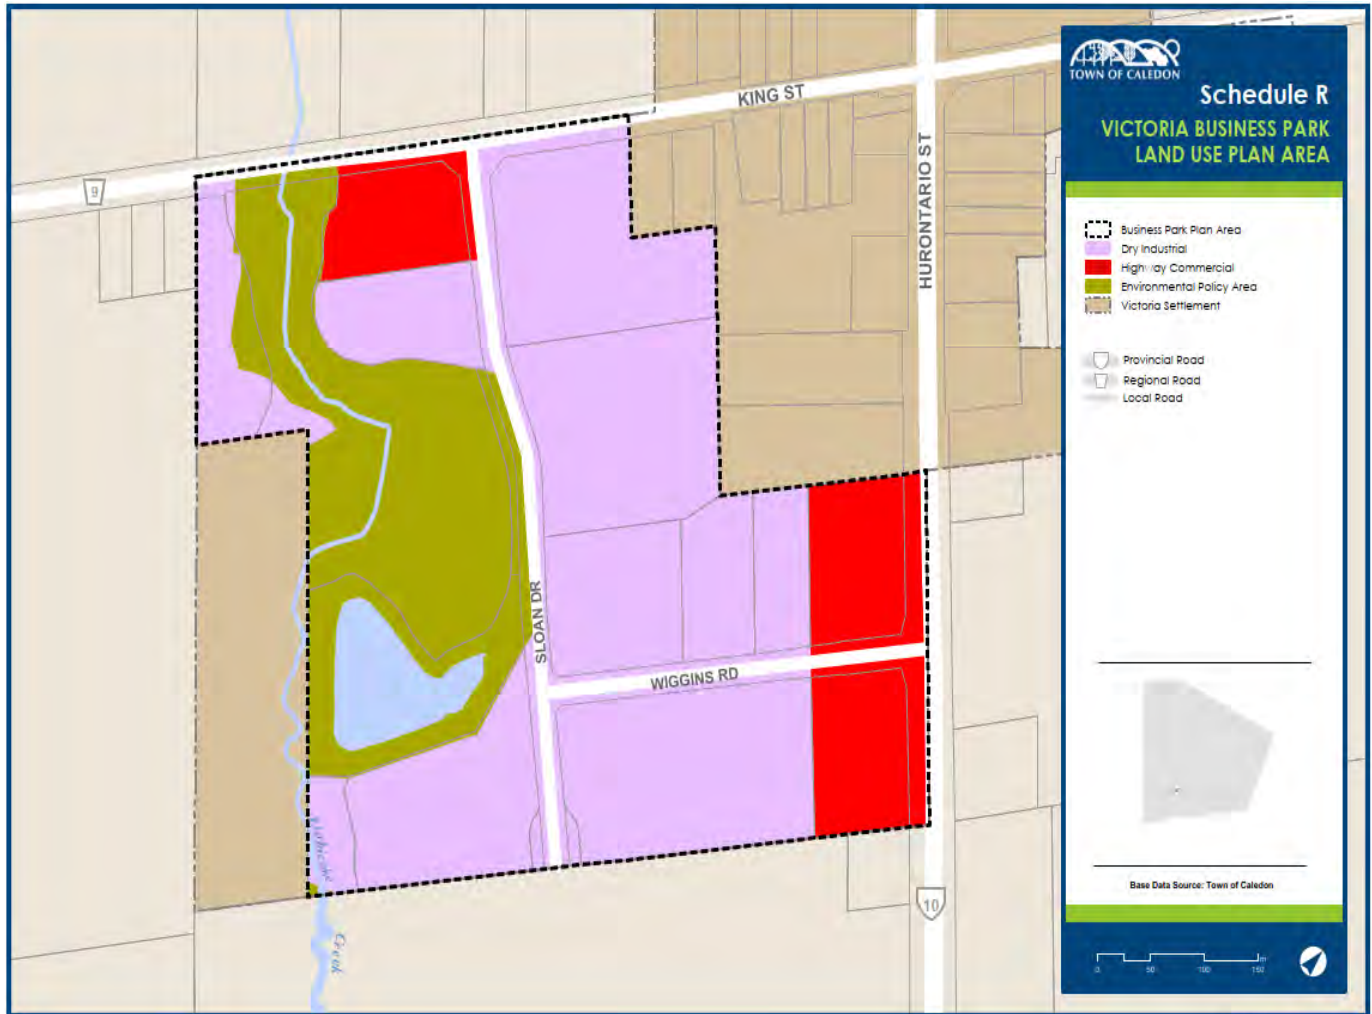 KING ST
9
HURONTARIO ST
SLOAN DR
WIGGINS RD
10
Creek
TOWN OF CALEDON
Schedule R
VICTORIA BUSINESS PARK
LAND USE PLAN AREA
Business Park Plan Area
Dry Industrial
Highway Commercial
Environmental Policy Area
Victoria Settlement
Provincial Road
Regional Road
Local Road
Base Data Source: Town of Caledon
0 50 100 150 m